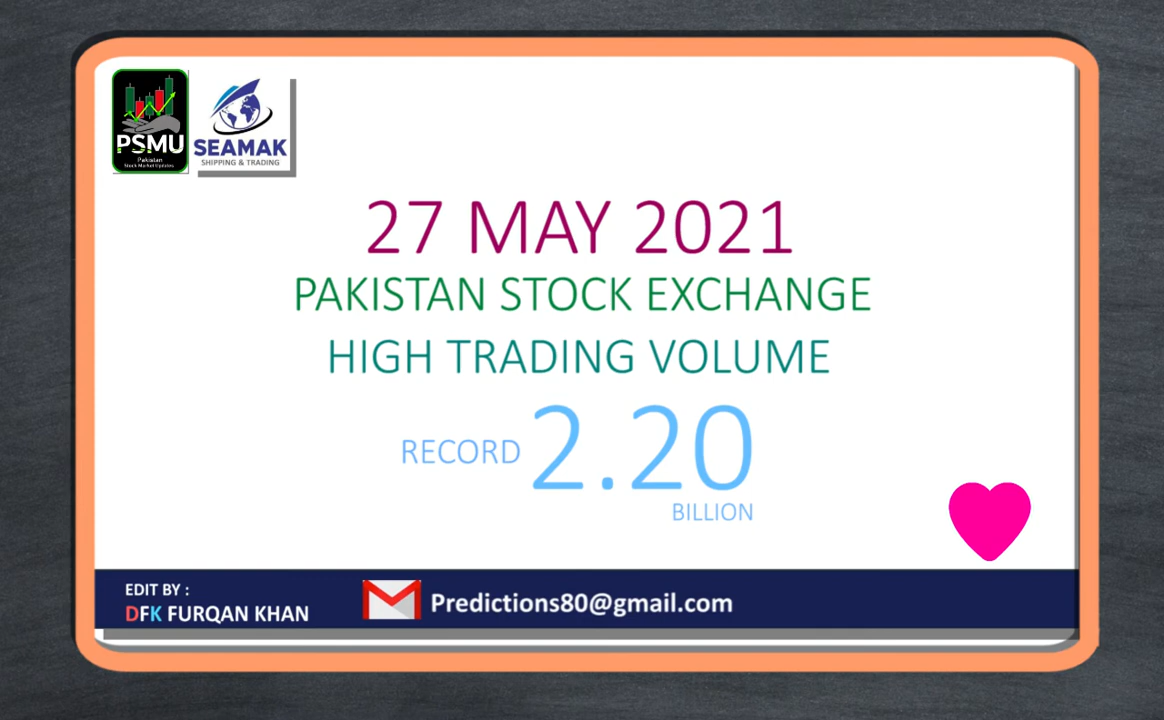 PSMU
Pakistan
Stock Market Updates
SEAMAK
SHIPPING & TRADING
27 MAY 2021
PAKISTAN STOCK EXCHANGE
HIGH TRADING VOLUME
RECORD 2.20
BILLION
EDIT BY :
DFK FURQAN KHAN
Predictions80@gmail.com